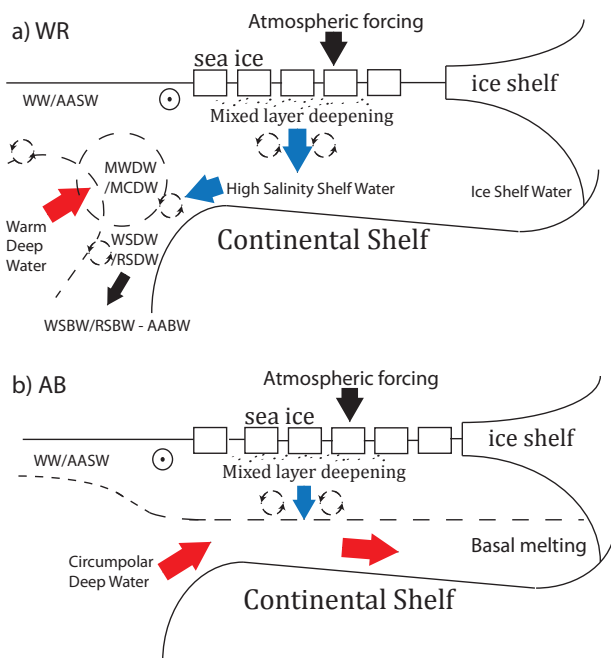 a) WR
Atmospheric forcing
sea ice
ice shelf
WW/AASW
Mixed layer deepening
MWDW
/MCDW
High Salinity Shelf Water
Ice Shelf Water
Warm
Deep
Water
WSDW
/RSDW
Continental Shelf
WSBW/RSBW - AABW
b) AB
Atmospheric forcing
sea ice
ice shelf
WW/AASW
Mixed layer deepening
Basal melting
Circumpolar
Deep Water
Continental Shelf